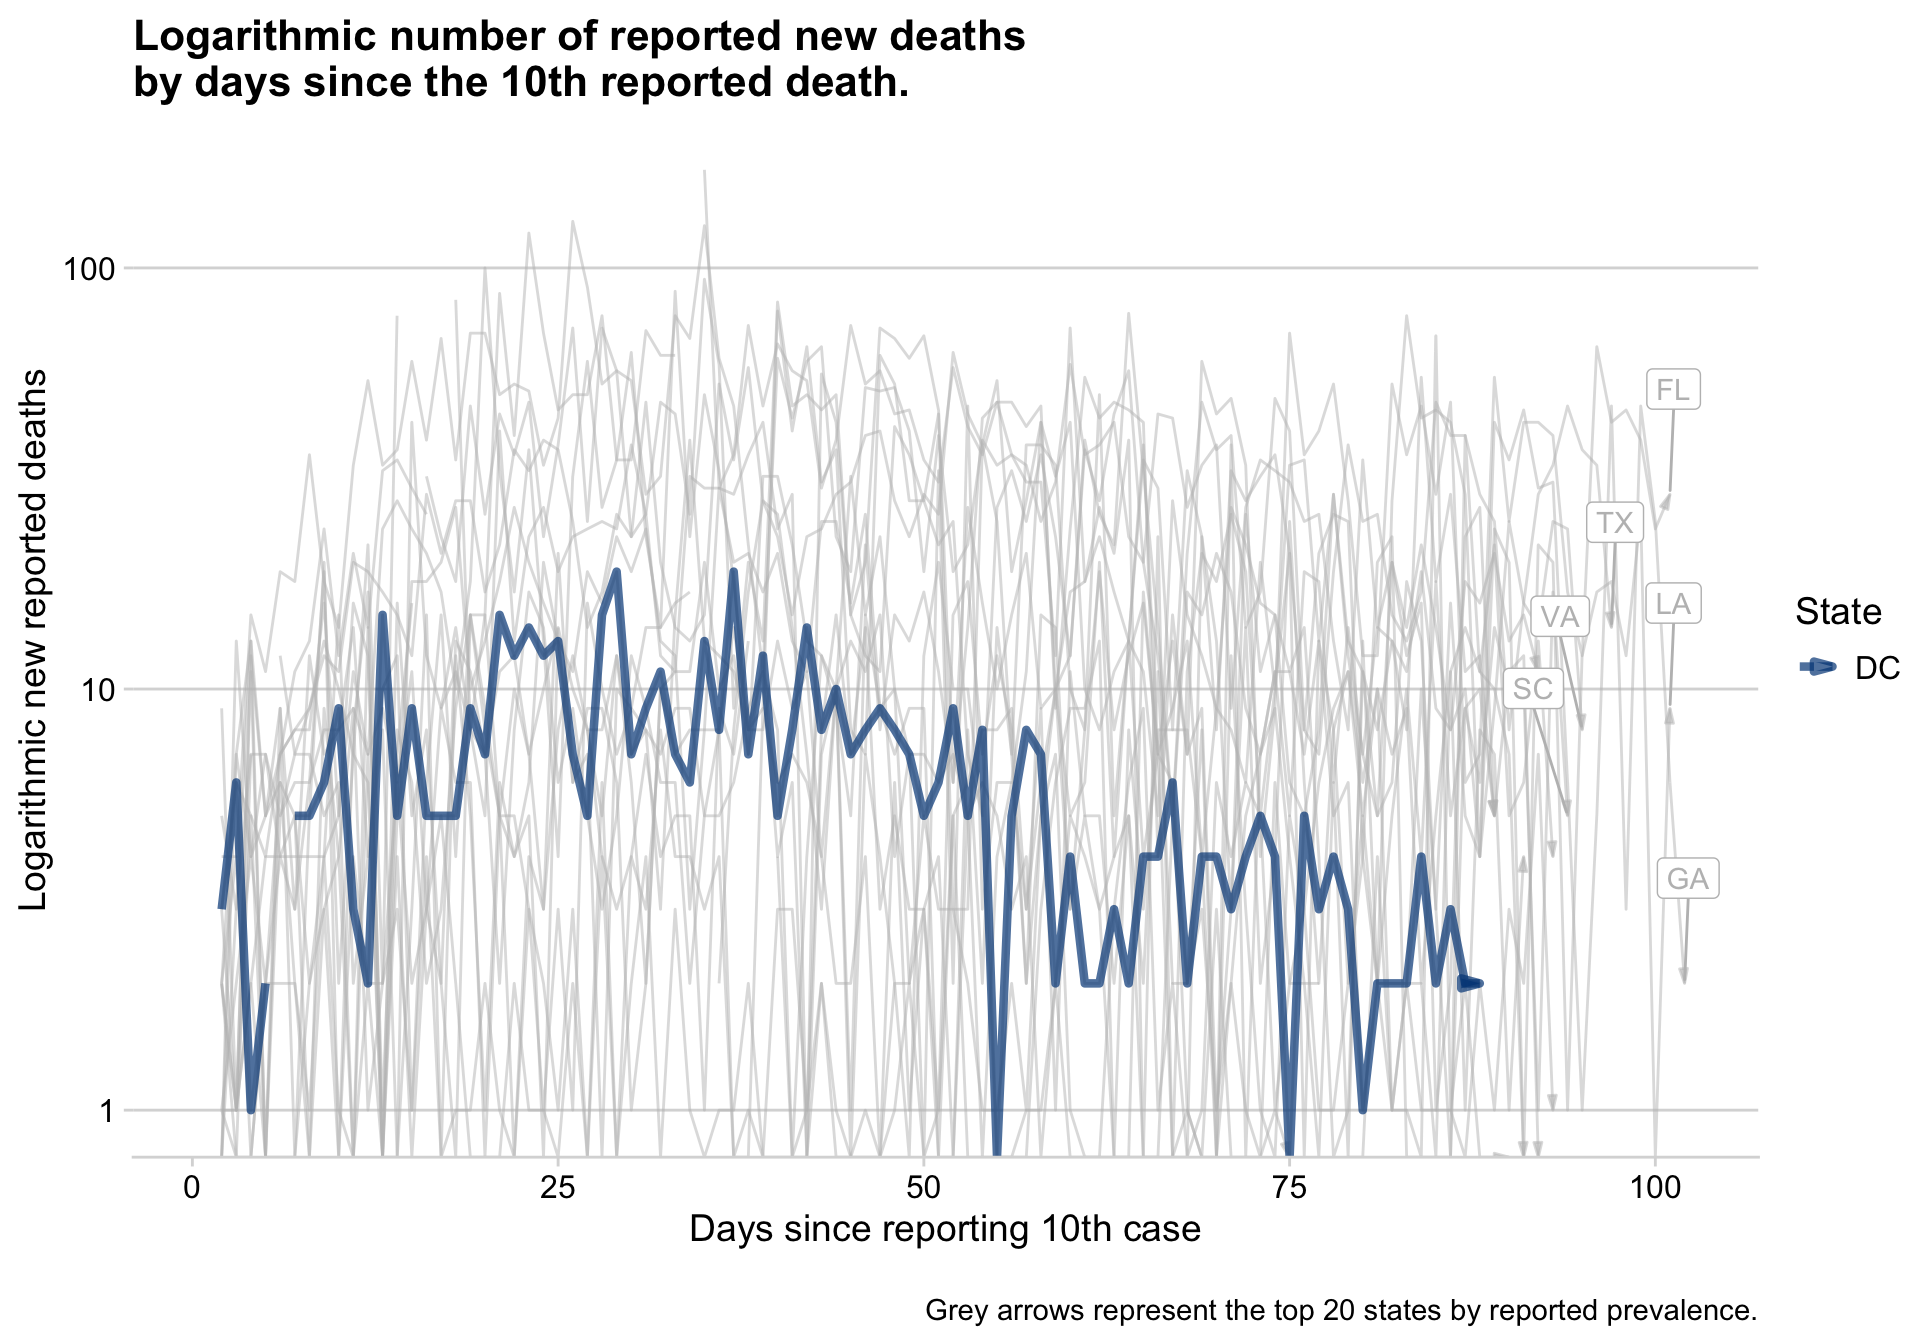 Logarithmic number of reported new deaths
by days since the 10th reported death.
Logarithmic new reported deaths
100
10
1
FL
TX
LA
VA
SC
GA
State
DC
0
25
50
75
100
Days since reporting 10th case
Grey arrows represent the top 20 states by reported prevalence.